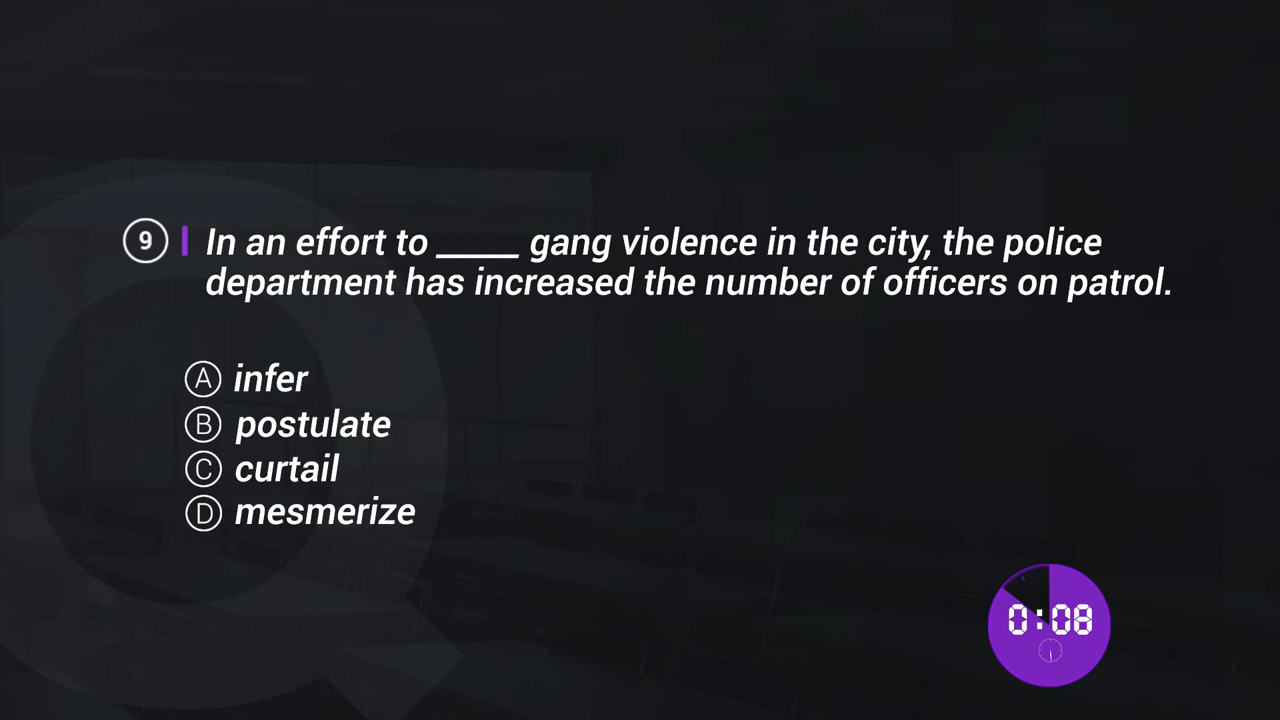 9 In an effort to _____ gang violence in the city, the police
department has increased the number of officers on patrol.
A infer
B postulate
C curtail
D mesmerize
0:08